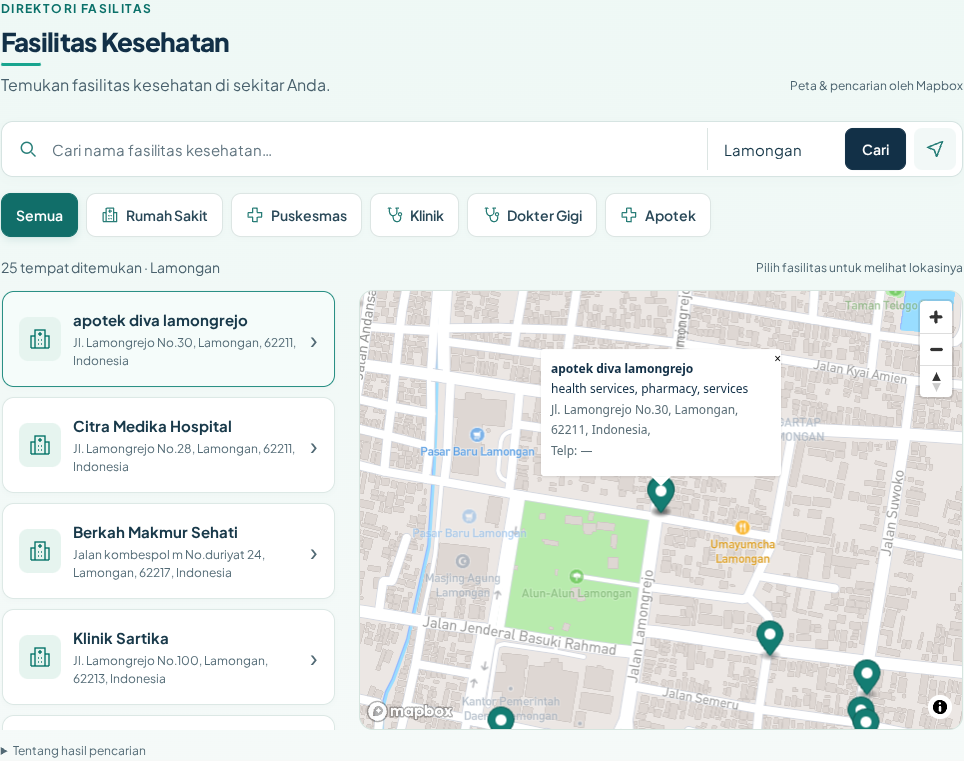 DIREKTORI FASILITAS
Fasilitas Kesehatan
Temukan fasilitas kesehatan di sekitar Anda.
Peta & pencarian oleh Mapbox
Cari nama fasilitas kesehatan...
Lamongan
Cari
Semua
Rumah Sakit
Puskesmas
Klinik
Dokter Gigi
Apotek
25 tempat ditemukan · Lamongan
Pilih fasilitas untuk melihat lokasinya
apotek diva lamongrejo
Jl. Lamongrejo No.30, Lamongan, 62211,
Indonesia
Citra Medika Hospital
Jl. Lamongrejo No.28, Lamongan, 62211,
Indonesia
Berkah Makmur Sehati
Jalan kombespol m No.duriyat 24,
Lamongan, 62217, Indonesia
Klinik Sartika
Jl. Lamongrejo No.100, Lamongan,
62213, Indonesia
Jalan Andansa
Taman Telogo
Jalan Kyai Amien
apotek diva lamongrejo
health services, pharmacy, services
Jl. Lamongrejo No.30, Lamongan,
62211, Indonesia,
Telp: —
×
Pasar Baru Lamongan
Pasar Baru Lamongan
Masjid Agung
Lamongan
Alun-Alun Lamongan
Umayumcha
Lamongan
Jalan Suwoko
Jalan Lamongrejo
Jalan Jenderal Basuki Rahmad
Jalan Semeru
Kantor Pemerintah
mapbox
Tentang hasil pencarian